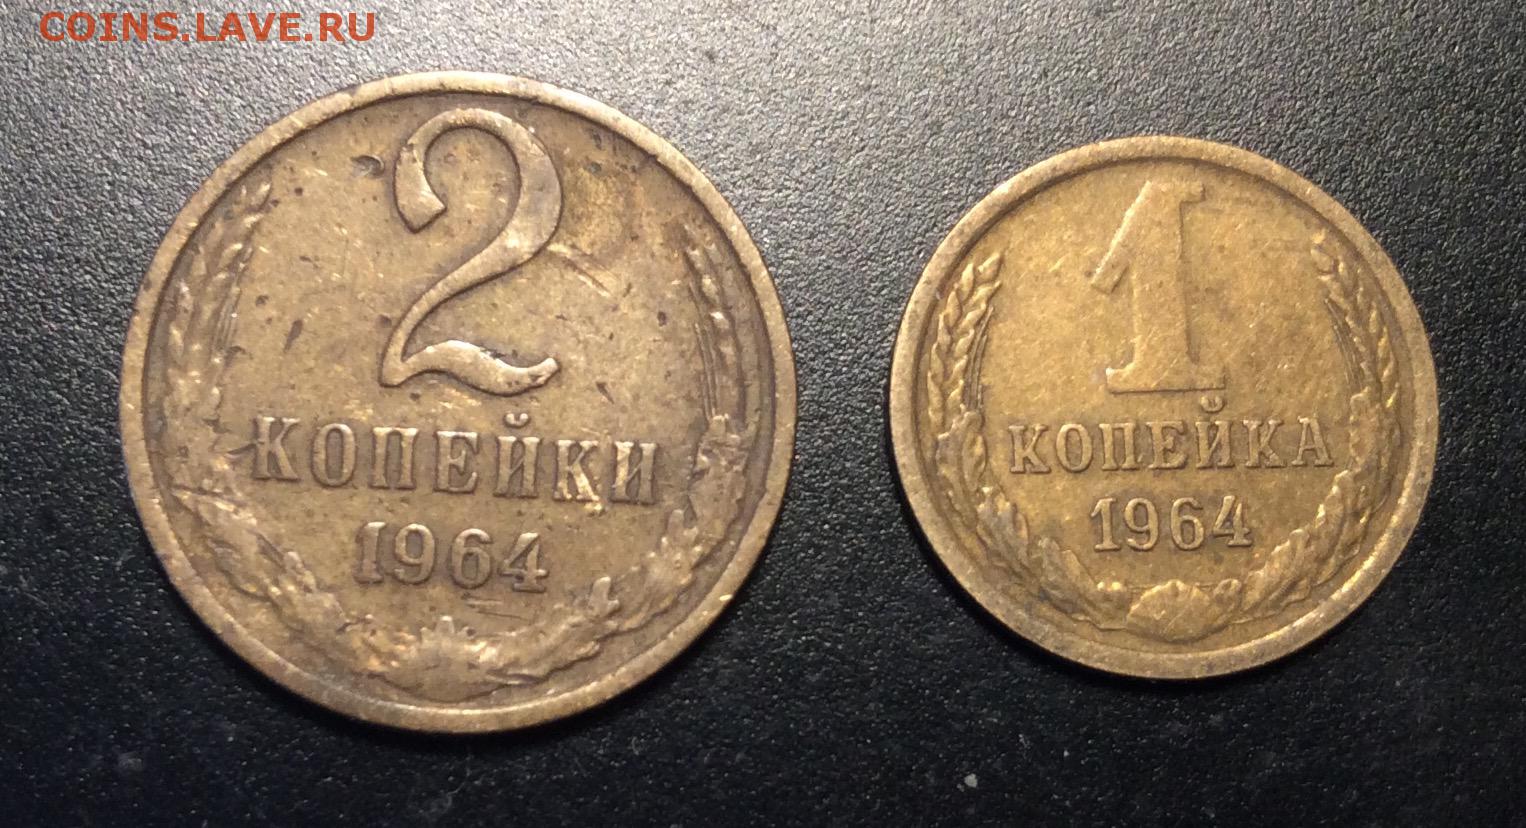 COINS.LAVE.RU
2
КОПЕЙКИ
1964
1
КОПЕЙКА
1964